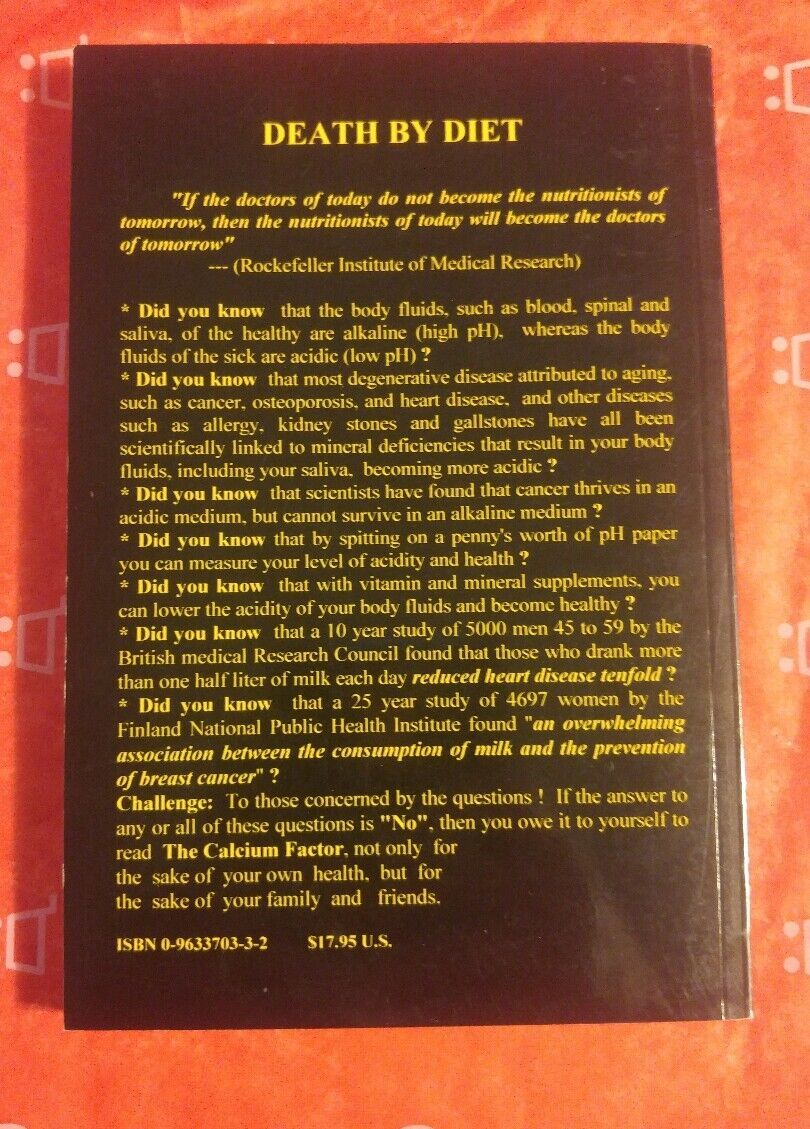 DEATH BY DIET
"If the doctors of today do not become the nutritionists of
tomorrow, then the nutritionists of today will become the doctors
of tomorrow"
--- (Rockefeller Institute of Medical Research)
* Did you know that the body fluids, such as blood, spinal and
saliva, of the healthy are alkaline (high pH), whereas the body
fluids of the sick are acidic (low pH) ?
* Did you know that most degenerative disease attributed to aging,
such as cancer, osteoporosis, and heart disease, and other diseases
such as allergy, kidney stones and gallstones have all been
scientifically linked to mineral deficiencies that result in your body
fluids, including your saliva, becoming more acidic ?
* Did you know that scientists have found that cancer thrives in an
acidic medium, but cannot survive in an alkaline medium ?
* Did you know that by spitting on a penny's worth of pH paper
you can measure your level of acidity and health ?
* Did you know that with vitamin and mineral supplements, you
can lower the acidity of your body fluids and become healthy ?
* Did you know that a 10 year study of 5000 men 45 to 59 by the
British medical Research Council found that those who drank more
than one half liter of milk each day reduced heart disease tenfold ?
* Did you know that a 25 year study of 4697 women by the
Finland National Public Health Institute found "an overwhelming
association between the consumption of milk and the prevention
of breast cancer" ?
Challenge: To those concerned by the questions ! If the answer to
any or all of these questions is "No", then you owe it to yourself to
read The Calcium Factor, not only for
the sake of your own health, but for
the sake of your family and friends.
ISBN 0-9633703-3-2 $17.95 U.S.